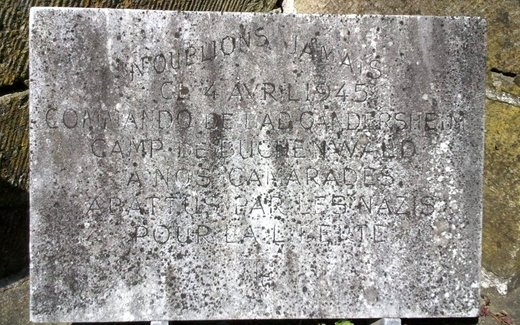 N'OUBLIONS JAMAIS
CE 4 AVRIL 1945
COMMANDO DE BAD GANDERSHEIM
CAMP DE BUCHENWALD
A NOS CAMARADES
ABATTUS PAR LES NAZIS
POUR LA LIBERTE